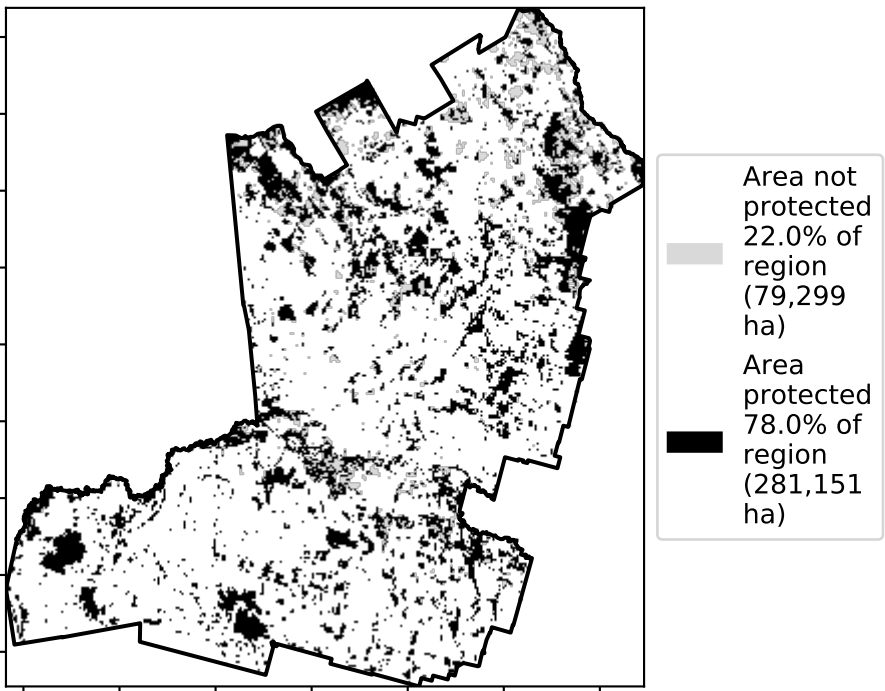 Area not
protected
22.0% of
region
(79,299
ha)
Area
protected
78.0% of
region
(281,151
ha)